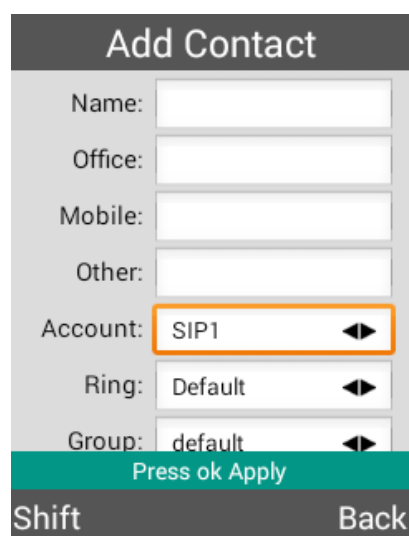 Add Contact
Name:
Office:
Mobile:
Other:
Account: SIP1
Ring: Default
Group: default
Press ok Apply
Shift Back